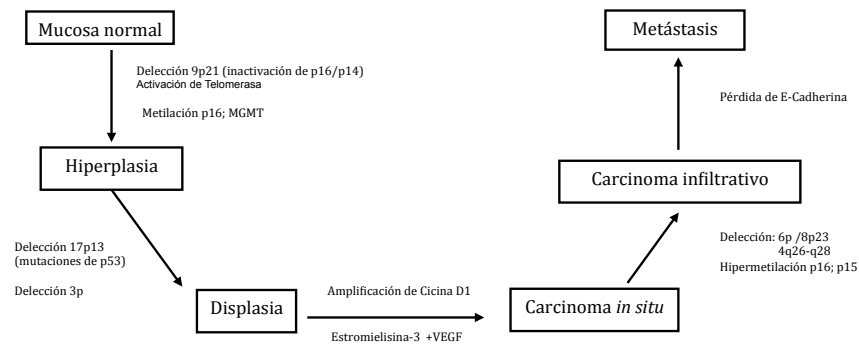 Mucosa normal
Delección 9p21 (inactivación de p16/p14)
Activación de Telomerasa
Metilación p16; MGMT
Hiperplasia
Delección 17p13
(mutaciones de p53)
Delección 3p
Displasia
Amplificación de Cicina D1
Estromielisina-3 +VEGF
Carcinoma in situ
Delección: 6p /8p23
4q26-q28
Hipermetilación p16; p15
Carcinoma infiltrativo
Pérdida de E-Cadherina
Metástasis